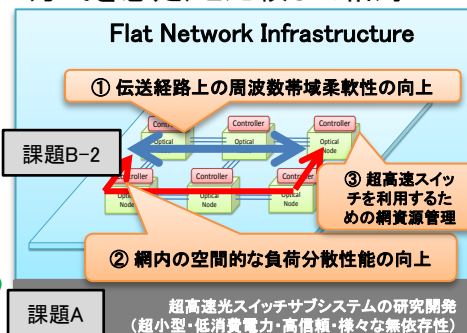 Flat Network Infrastructure
① 伝送経路上の周波数帯域柔軟性の向上
Controller
Controller
Controller
Optical
Node
Optical
Optical
Node
課題B-2
Controller
Controller
Controller
Optical
Node
Optical
Node
Optical
Node
③ 超高速スイッ
チを利用するた
めの網資源管理
② 網内の空間的な負荷分散性能の向上
課題A
超高速光スイッチサブシステムの研究開発
（超小型・低消費電力・高信頼・様々な無依存性）